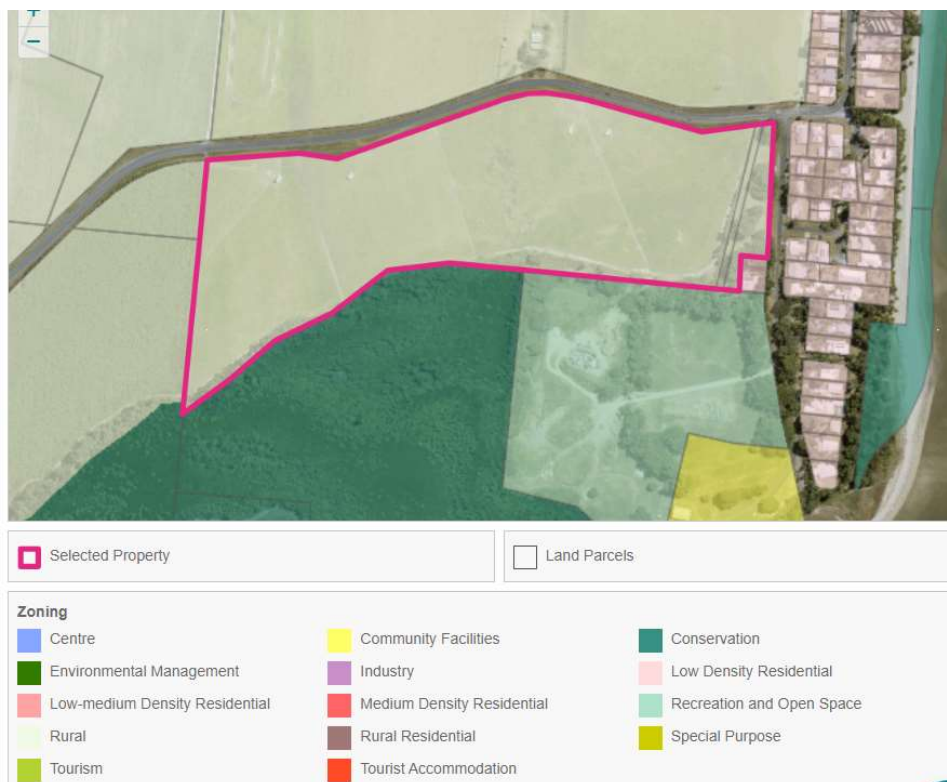 +
−
Selected Property
Land Parcels
Zoning
Centre
Community Facilities
Conservation
Environmental Management
Industry
Low Density Residential
Low-medium Density Residential
Medium Density Residential
Recreation and Open Space
Rural
Rural Residential
Special Purpose
Tourism
Tourist Accommodation